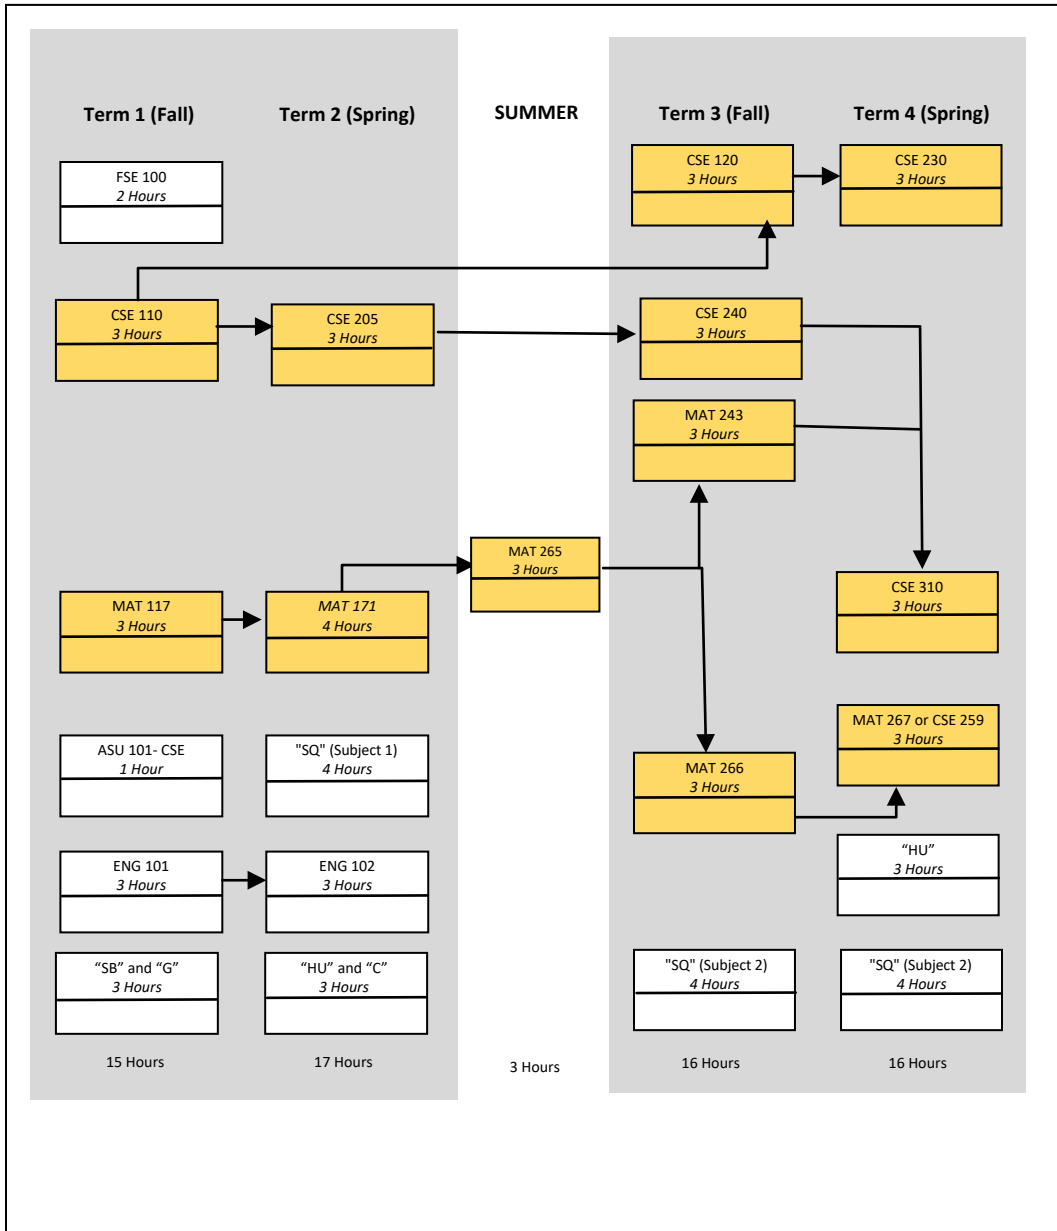 Term 1 (Fall)
Term 2 (Spring)
SUMMER
Term 3 (Fall)
Term 4 (Spring)
FSE 100
2 Hours
CSE 120
3 Hours
CSE 230
3 Hours
CSE 110
3 Hours
CSE 205
3 Hours
CSE 240
3 Hours
MAT 243
3 Hours
MAT 265
3 Hours
MAT 117
3 Hours
MAT 171
4 Hours
CSE 310
3 Hours
ASU 101- CSE
1 Hour
"SQ" (Subject 1)
4 Hours
MAT 266
3 Hours
MAT 267 or CSE 259
3 Hours
ENG 101
3 Hours
ENG 102
3 Hours
“HU”
3 Hours
“SB” and “G”
3 Hours
“HU” and “C”
3 Hours
"SQ" (Subject 2)
4 Hours
"SQ" (Subject 2)
4 Hours
15 Hours
17 Hours
3 Hours
16 Hours
16 Hours